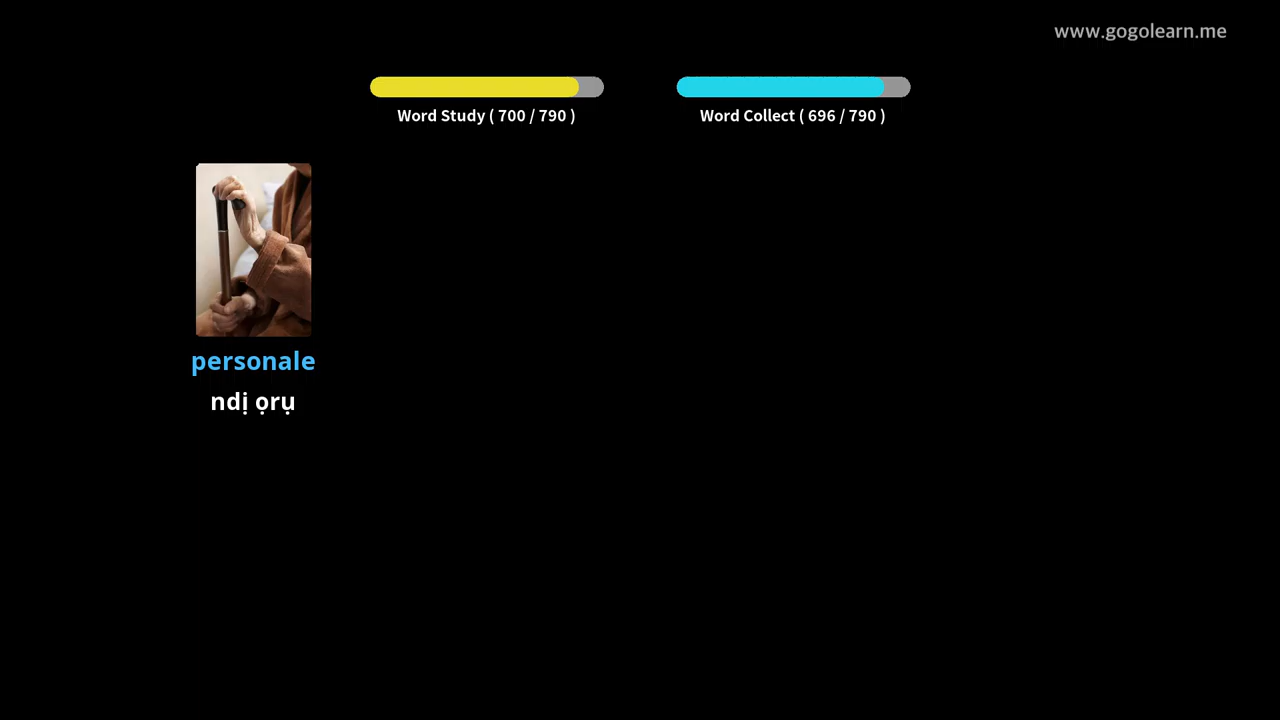 www.gogolearn.me
Word Study ( 700 / 790 )
Word Collect ( 696 / 790 )
personale
ndị ọrụ